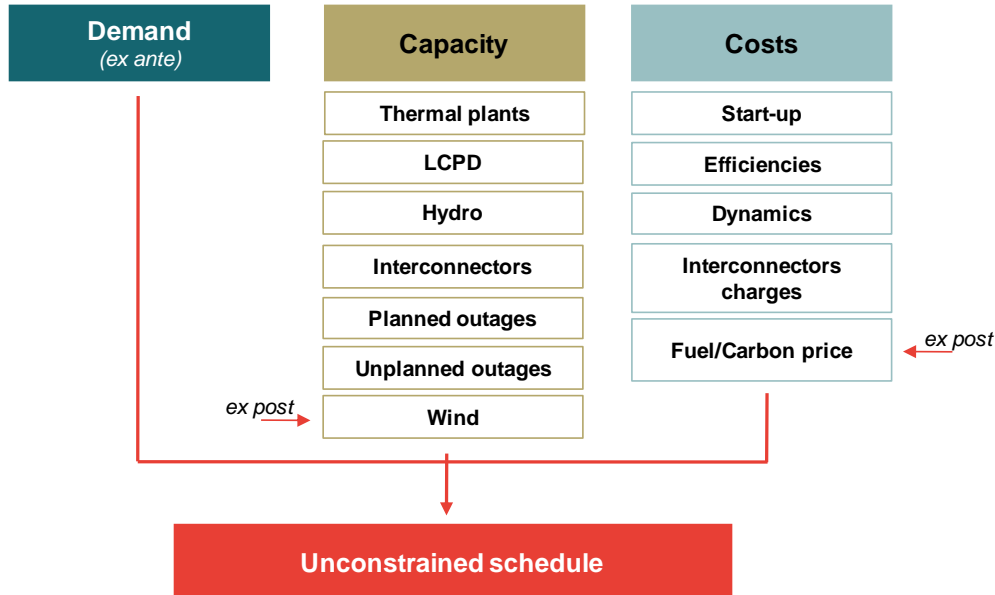 Demand
(ex ante)
Capacity
Thermal plants
LCPD
Hydro
Interconnectors
Planned outages
Unplanned outages
ex post
Wind
Costs
Start-up
Efficiencies
Dynamics
Interconnectors
charges
Fuel/Carbon price
ex post
Unconstrained schedule